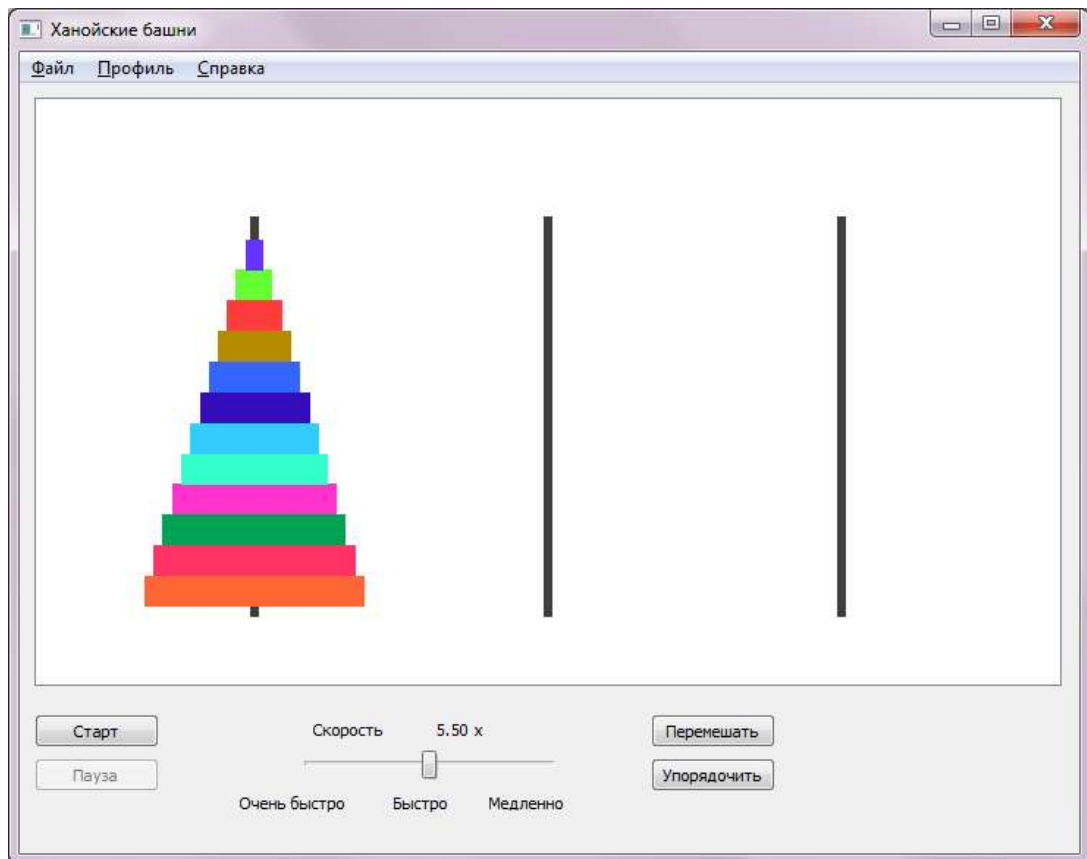 Ханойские башни
Файл Профиль Справка
Старт
Скорость 5.50 x
Перемешать
Пауза
Упорядочить
Очень быстро Быстро Медленно